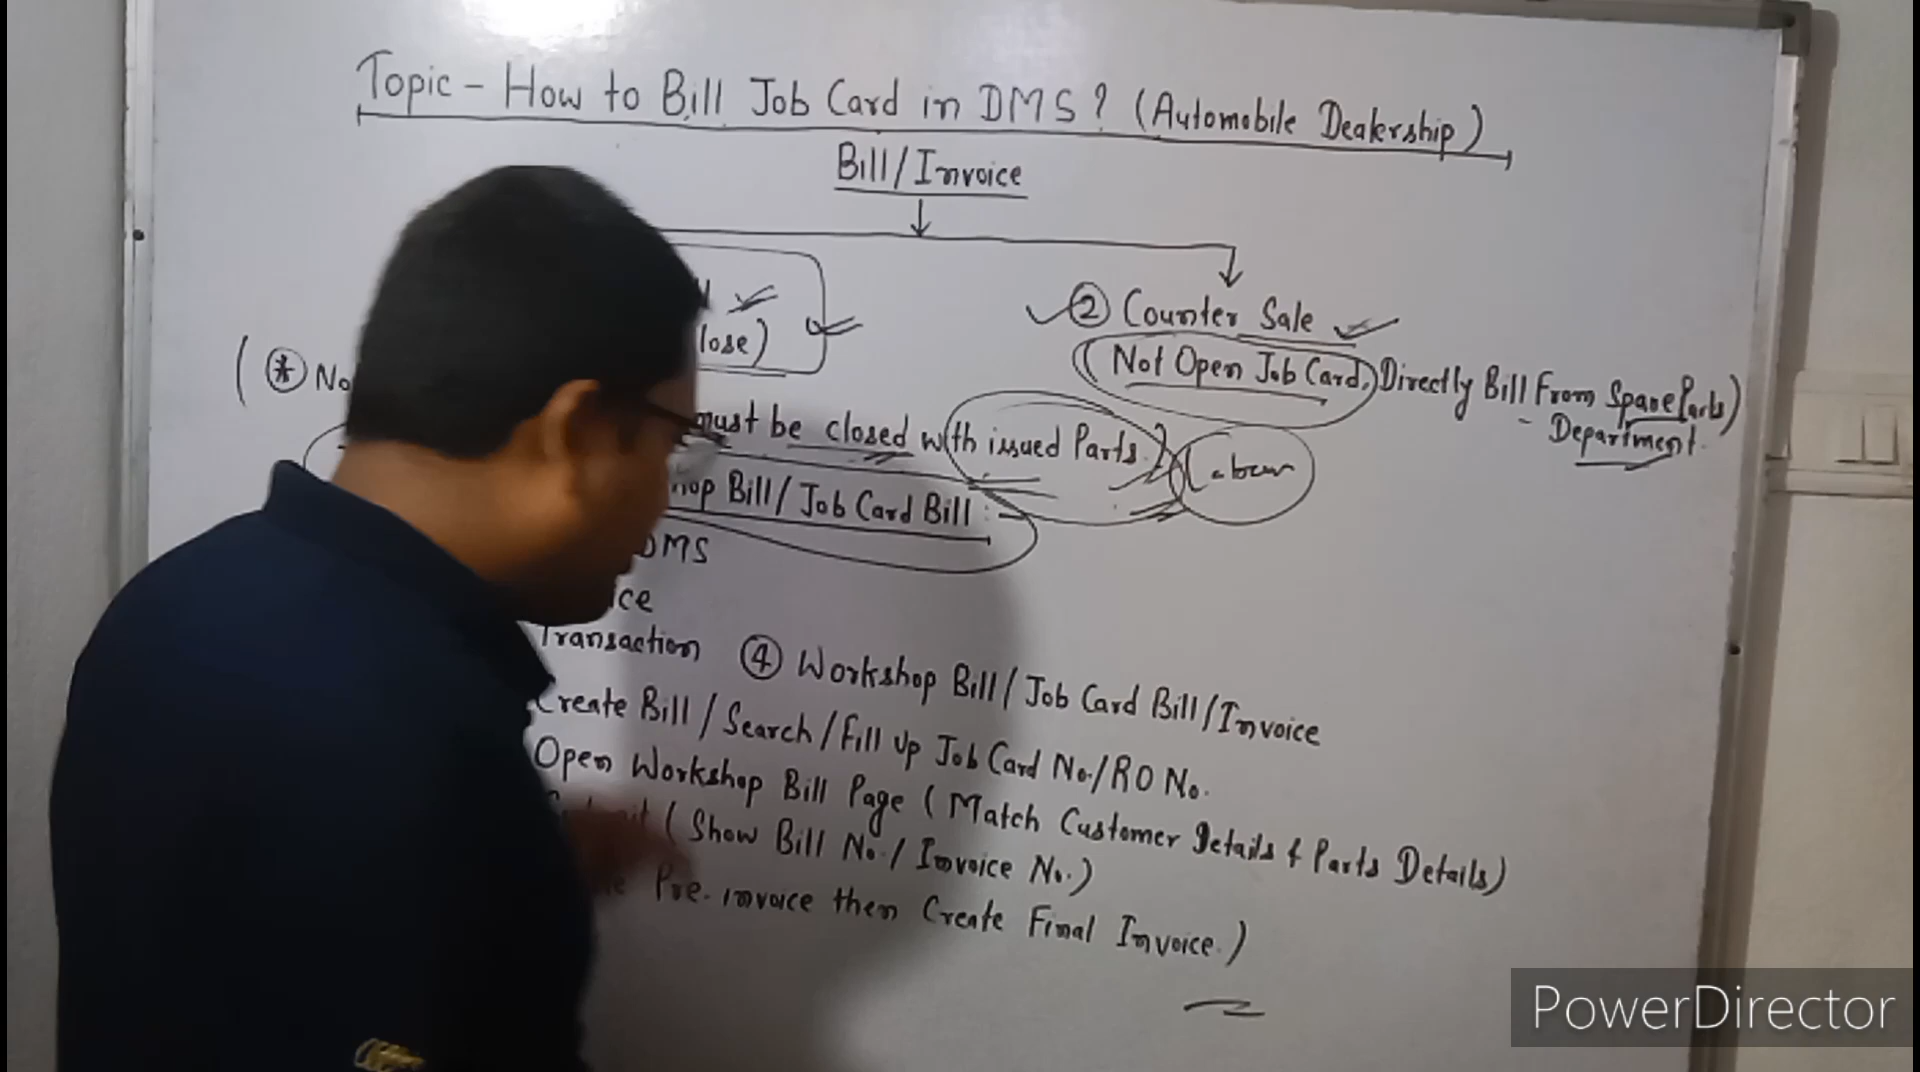 Topic - How to Bill Job Card in DMS? (Automobile Dealership)
Bill/Invoice
② Counter Sale
lose)
(Not Open Job Card, Directly Bill From Spare Parts)
- Department.
(* No
must be closed with issued Parts.)
Labour
Bill/Job Card Bill :-
DMS
ice
Transaction ④ Workshop Bill/Job Card Bill/Invoice
Create Bill/Search/Fill Up Job Card No./RO No.
Open Workshop Bill Page (Match Customer Details & Parts Details)
(Show Bill No./Invoice No.)
Pre-invoice then Create Final Invoice.)
PowerDirector